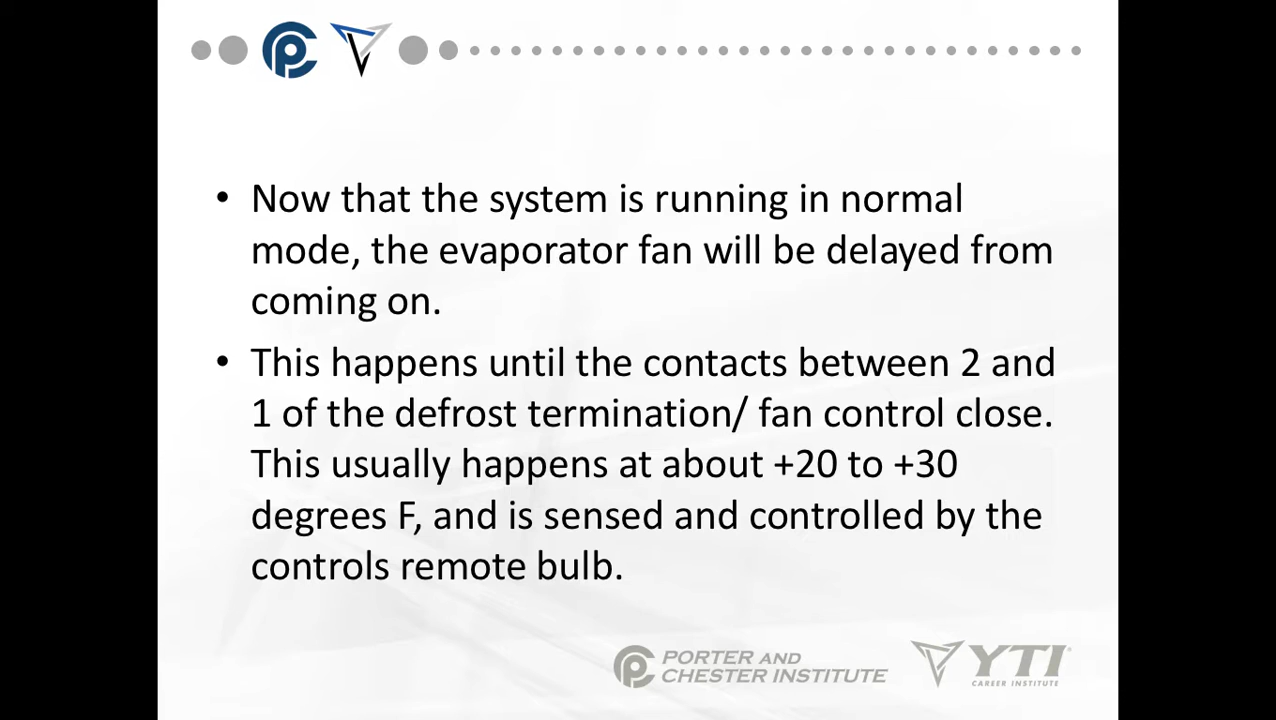 • Now that the system is running in normal
mode, the evaporator fan will be delayed from
coming on.
• This happens until the contacts between 2 and
1 of the defrost termination/ fan control close.
This usually happens at about +20 to +30
degrees F, and is sensed and controlled by the
controls remote bulb.
PORTER AND
CHESTER INSTITUTE
YTI
CAREER INSTITUTE